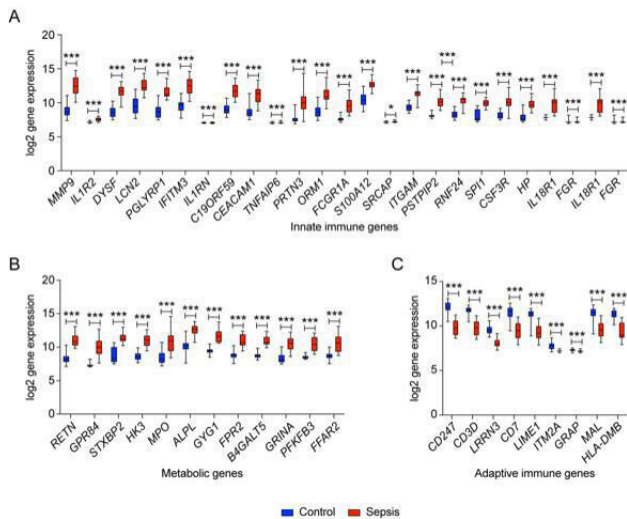 A
log2 gene expression
20
15
10
5
0
*** *** *** *** *** *** *** *** *** *** *** *** *** *** * *** *** *** *** *** *** *** *** *** ***
MMP9 IL1R2 DYSF LCN2 PGLYRP1 IFITM3 IL1RN C19ORF59 CEACAM1 TNFAIP6 PRTN3 ORM1 FCGR1A S100A12 SRCAP ITGAM PSTPIP2 RNF24 SPI1 CSF3R HP IL18R1 FGR IL18R1 FGR
Innate immune genes
B
log2 gene expression
20
15
10
5
0
*** *** *** *** *** *** *** *** *** *** *** ***
RETN GPR84 STXBP2 HK3 MPO ALPL GYG1 FPR2 B4GALT5 GRINA PFKFB3 FFAR2
Metabolic genes
C
log2 gene expression
15
10
5
0
*** *** *** *** *** *** *** *** ***
CD247 CD3D LRRN3 CD7 LIME1 ITM2A GRAP MAL HLA-DMB
Adaptive immune genes
Control Sepsis